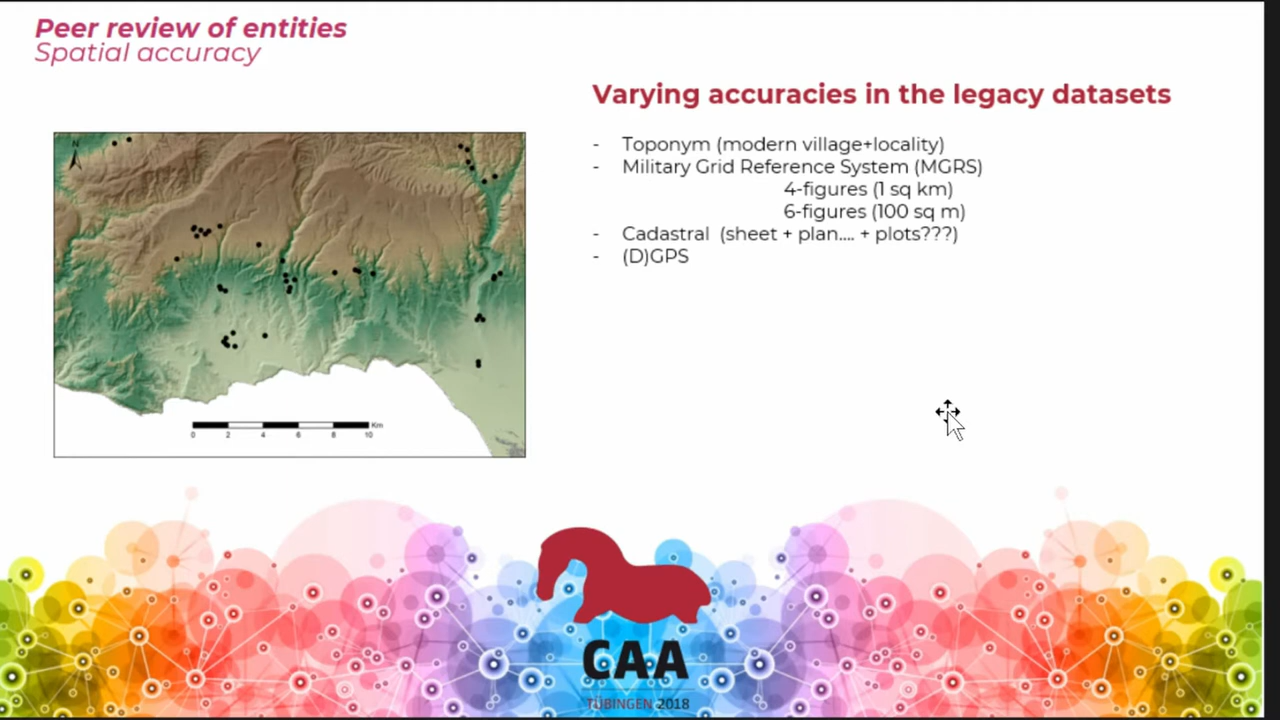 Peer review of entities
Spatial accuracy
Varying accuracies in the legacy datasets
- Toponym (modern village+locality)
- Military Grid Reference System (MGRS)
4-figures (1 sq km)
6-figures (100 sq m)
- Cadastral (sheet + plan.... + plots???)
- (D)GPS
N
Km
0 2 4 6 8 10
CAA
TÜBINGEN 2018